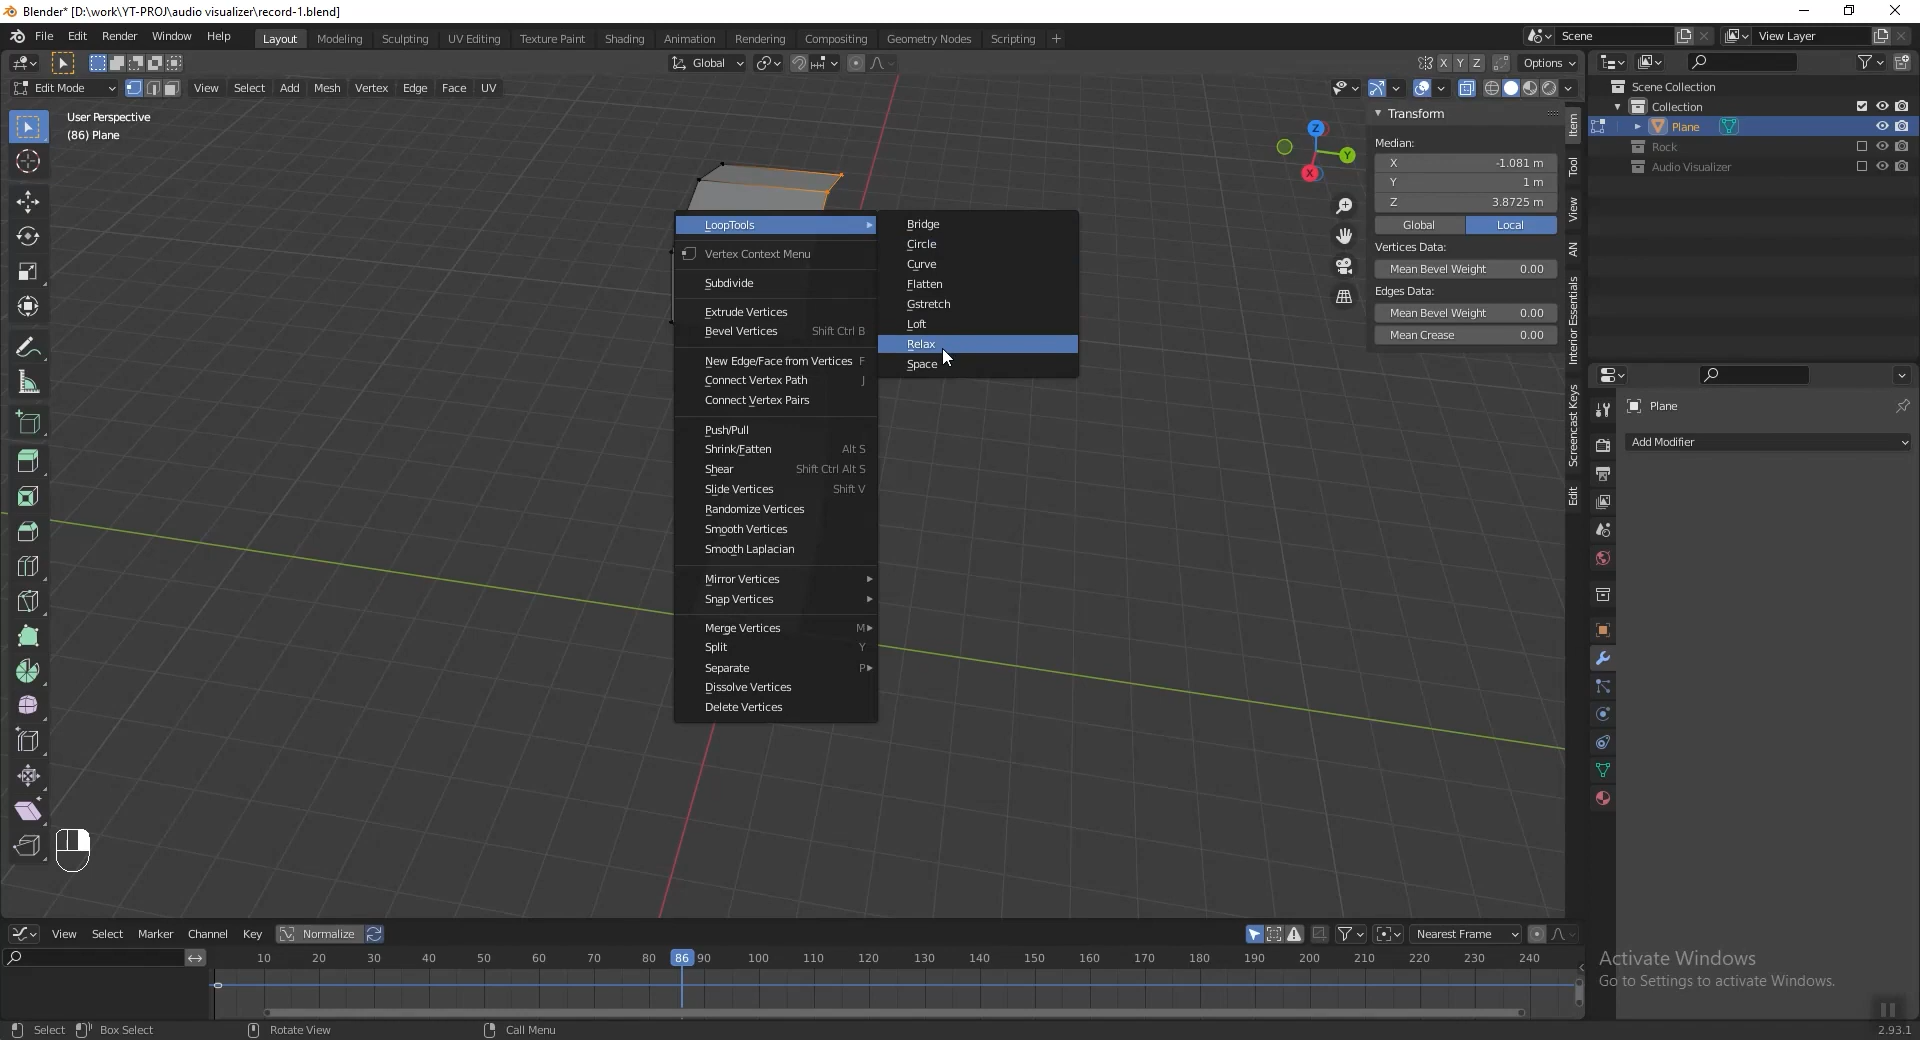 Blender* [D:\work\YT-PROJ\audio visualizer\record-1.blend]
File Edit Render Window Help Layout Modeling Sculpting UV Editing Texture Paint Shading Animation Rendering Compositing Geometry Nodes Scripting + Scene View Layer
Global X Y Z Options
Edit Mode View Select Add Mesh Vertex Edge Face UV
User Perspective
(86) Plane
Z
Y
X
Transform
Median:
X -1.081 m
Y 1 m
Z 3.8725 m
Global Local
Vertices Data:
Mean Bevel Weight 0.00
Edges Data:
Mean Bevel Weight 0.00
Mean Crease 0.00
Item
Tool
View
AN
Interior Essentials
Screencast Keys
Edit
Scene Collection
Collection
Plane
Rock
Audio Visualizer
Plane
Add Modifier
LoopTools
Vertex Context Menu
Subdivide
Extrude Vertices
Bevel Vertices Shift Ctrl B
New Edge/Face from Vertices F
Connect Vertex Path J
Connect Vertex Pairs
Push/Pull
Shrink/Fatten Alt S
Shear Shift Ctrl Alt S
Slide Vertices Shift V
Randomize Vertices
Smooth Vertices
Smooth Laplacian
Mirror Vertices
Snap Vertices
Merge Vertices M
Split Y
Separate P
Dissolve Vertices
Delete Vertices
Bridge
Circle
Curve
Flatten
Gstretch
Loft
Relax
Space
View Select Marker Channel Key Normalize Nearest Frame
10 20 30 40 50 60 70 80 86 90 100 110 120 130 140 150 160 170 180 190 200 210 220 230 240
Activate Windows
Go to Settings to activate Windows.
Select Box Select Rotate View Call Menu 2.93.1